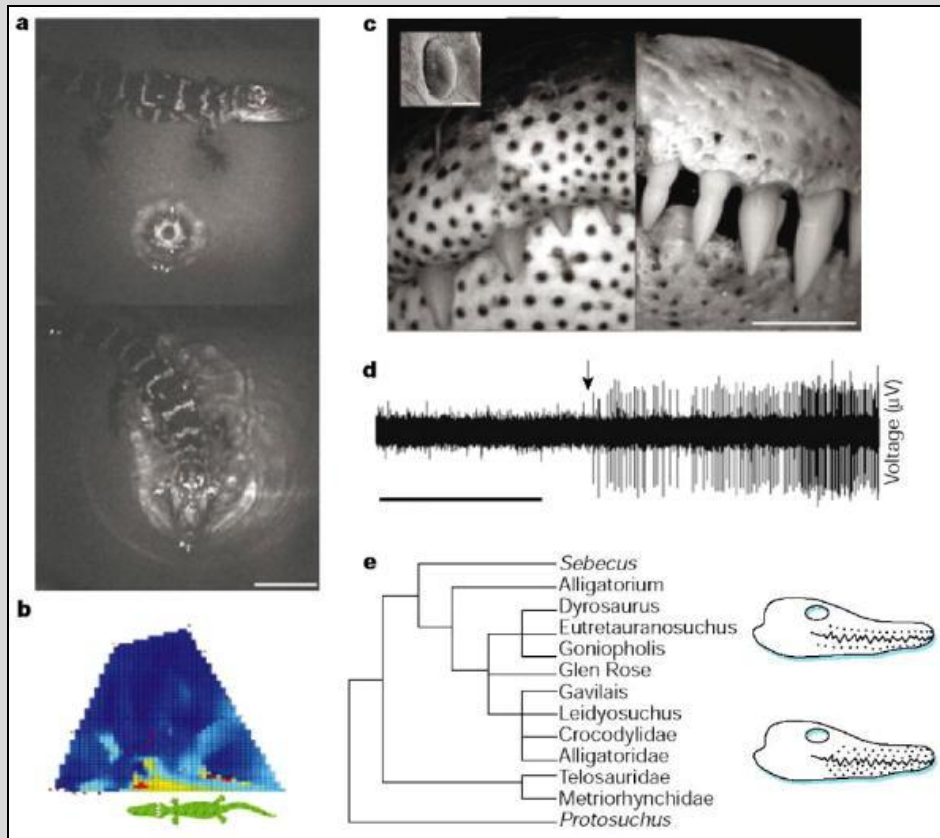 a
c
d
Voltage (μV)
b
e
Sebecus
Alligatorium
Dyrosaurus
Eutretauranosuchus
Goniopholis
Glen Rose
Gavilais
Leidyosuchus
Crocodylidae
Alligatoridae
Telosauridae
Metriorhynchidae
Protosuchus